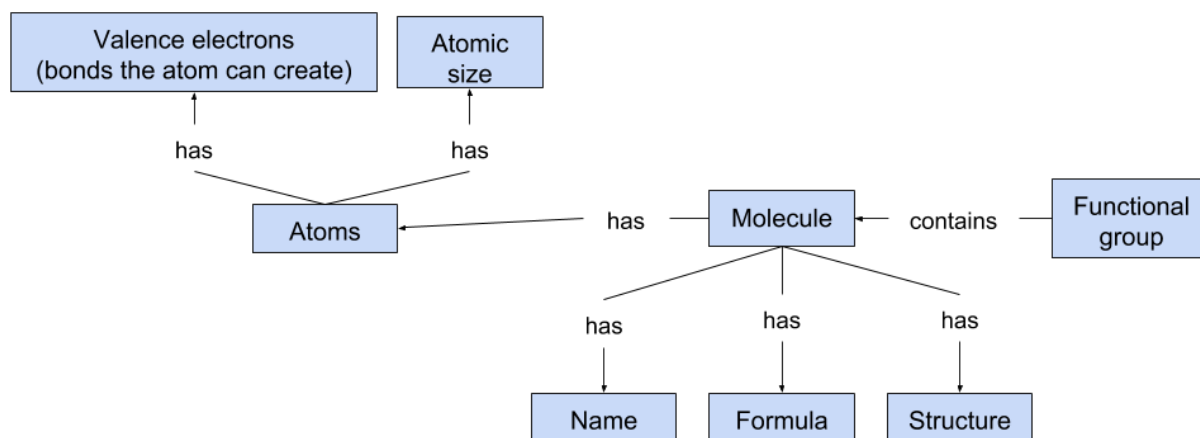 Valence electrons
(bonds the atom can create)
Atomic
size
has
has
Atoms
has
Molecule
contains
Functional
group
has
has
has
Name
Formula
Structure